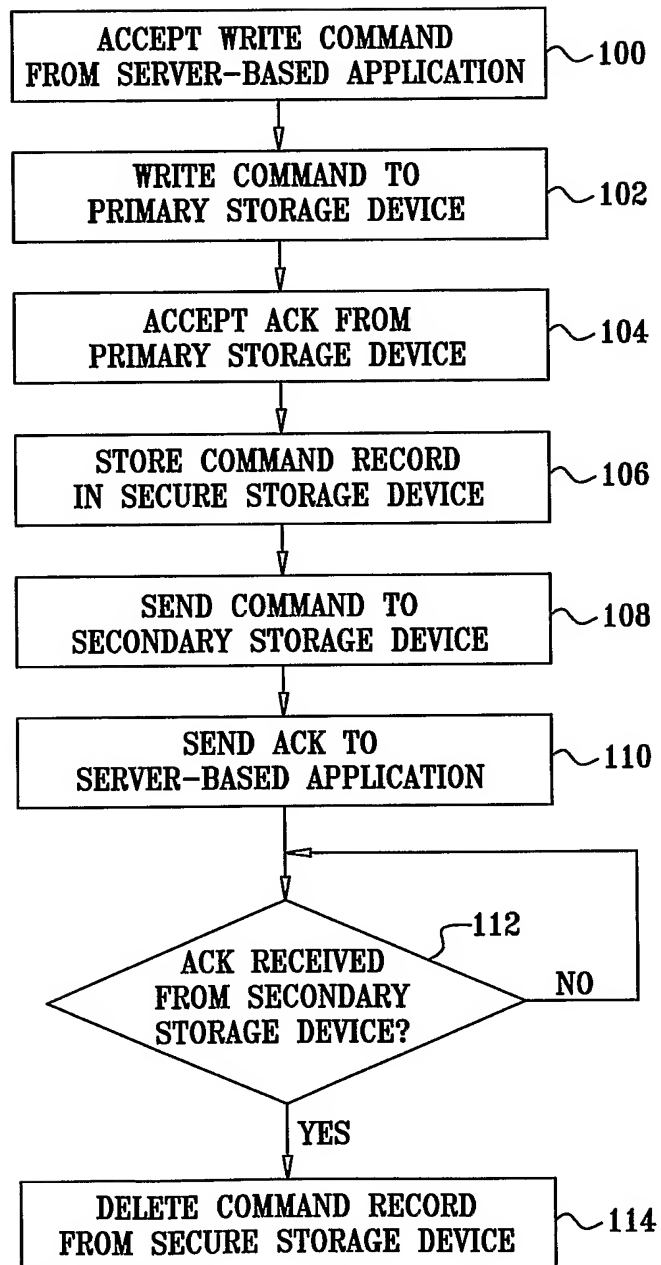 ACCEPT WRITE COMMAND
FROM SERVER-BASED APPLICATION
100
WRITE COMMAND TO
PRIMARY STORAGE DEVICE
102
ACCEPT ACK FROM
PRIMARY STORAGE DEVICE
104
STORE COMMAND RECORD
IN SECURE STORAGE DEVICE
106
SEND COMMAND TO
SECONDARY STORAGE DEVICE
108
SEND ACK TO
SERVER-BASED APPLICATION
110
112
ACK RECEIVED
FROM SECONDARY
STORAGE DEVICE?
NO
YES
DELETE COMMAND RECORD
FROM SECURE STORAGE DEVICE
114